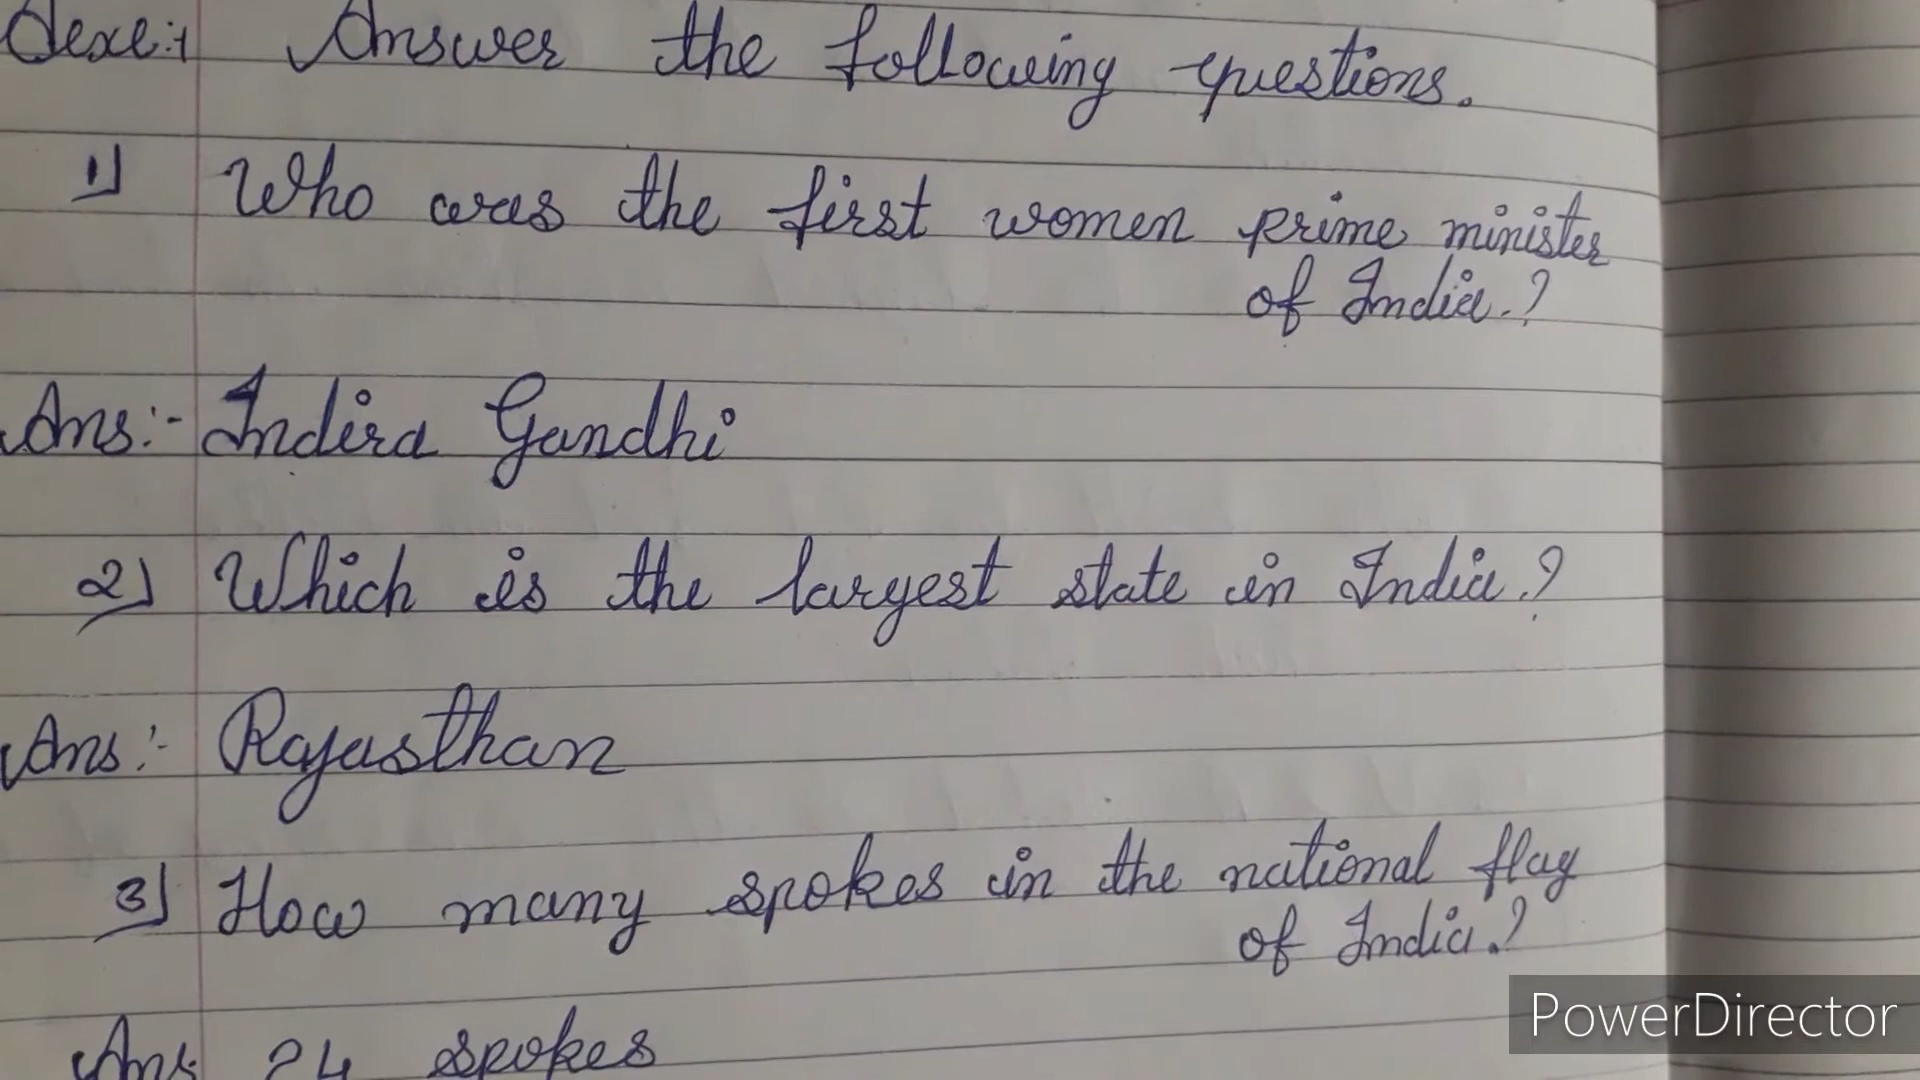 Answer the following questions.
1) Who was the first women prime minister
of India.?
Ans:- Indira Gandhi
2) Which is the largest state in India.?
Ans:- Rajasthan
3) How many spokes in the national flag
of India.?
Ans. 24 spokes
PowerDirector